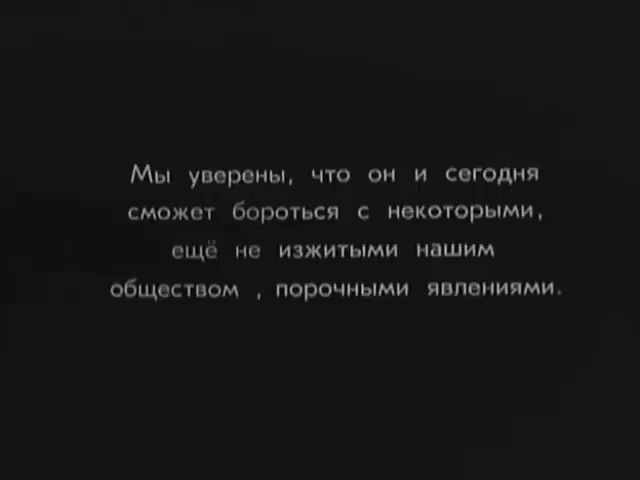 Мы уверены, что он и сегодня
сможет бороться с некоторыми,
ещё не изжитыми нашим
обществом , порочными явлениями.